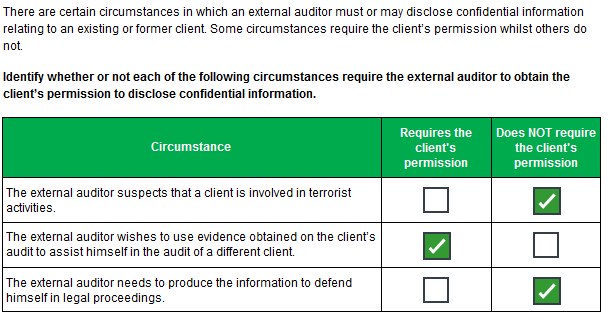 There are certain circumstances in which an external auditor must or may disclose confidential information
relating to an existing or former client. Some circumstances require the client's permission whilst others do
not.
Identify whether or not each of the following circumstances require the external auditor to obtain the
client's permission to disclose confidential information.
Circumstance
Requires the
client's
permission
Does NOT require
the client's
permission
The external auditor suspects that a client is involved in terrorist
activities.
The external auditor wishes to use evidence obtained on the client's
audit to assist himself in the audit of a different client.
The external auditor needs to produce the information to defend
himself in legal proceedings.